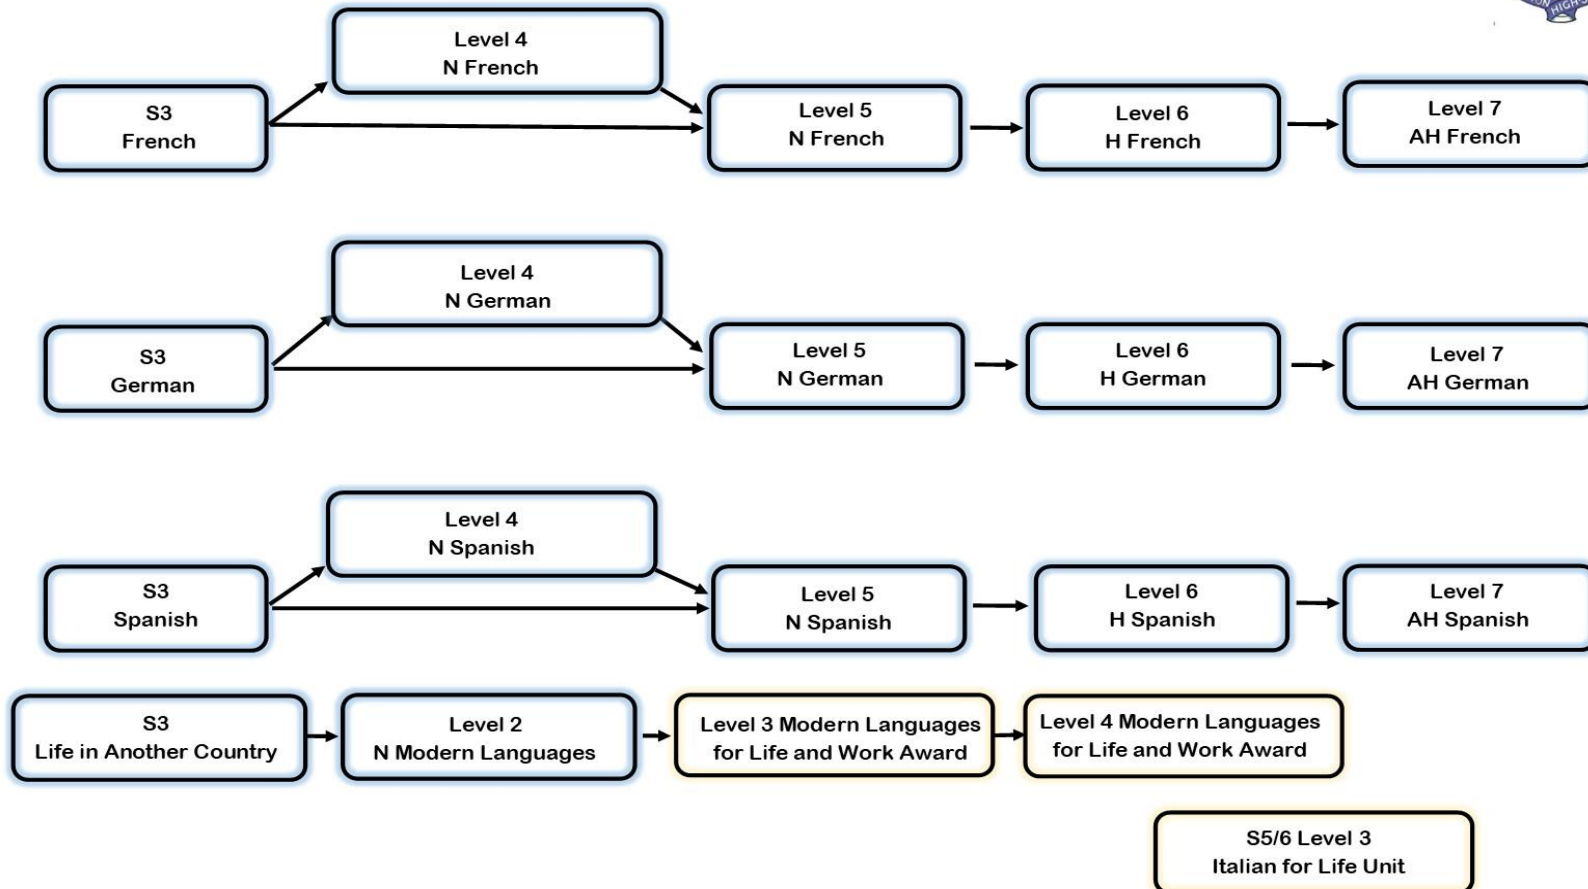 HIGH
Level 4
N French
S3
French
Level 5
N French
Level 6
H French
Level 7
AH French
Level 4
N German
S3
German
Level 5
N German
Level 6
H German
Level 7
AH German
Level 4
N Spanish
S3
Spanish
Level 5
N Spanish
Level 6
H Spanish
Level 7
AH Spanish
S3
Life in Another Country
Level 2
N Modern Languages
Level 3 Modern Languages
for Life and Work Award
Level 4 Modern Languages
for Life and Work Award
S5/6 Level 3
Italian for Life Unit